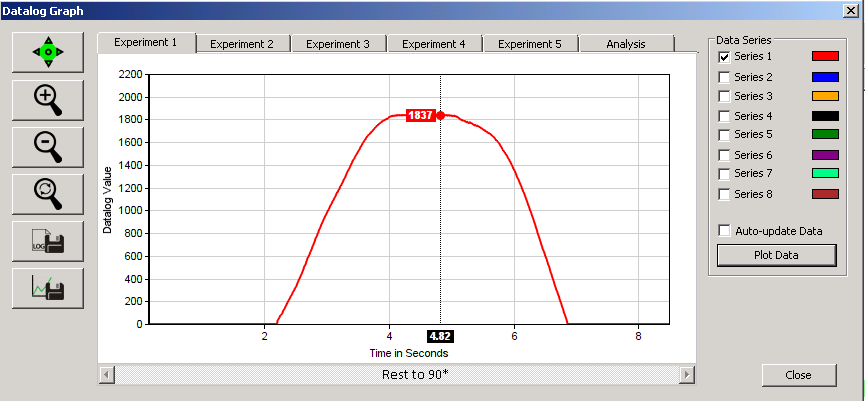 Datalog Graph
Experiment 1
Experiment 2
Experiment 3
Experiment 4
Experiment 5
Analysis
Data Series
Series 1
Series 2
Series 3
Series 4
Series 5
Series 6
Series 7
Series 8
Auto-update Data
Plot Data
LOG
Datalog Value
2200
2000
1800
1600
1400
1200
1000
800
600
400
200
0
1837
2
4
4.82
6
8
Time in Seconds
Rest to 90*
Close